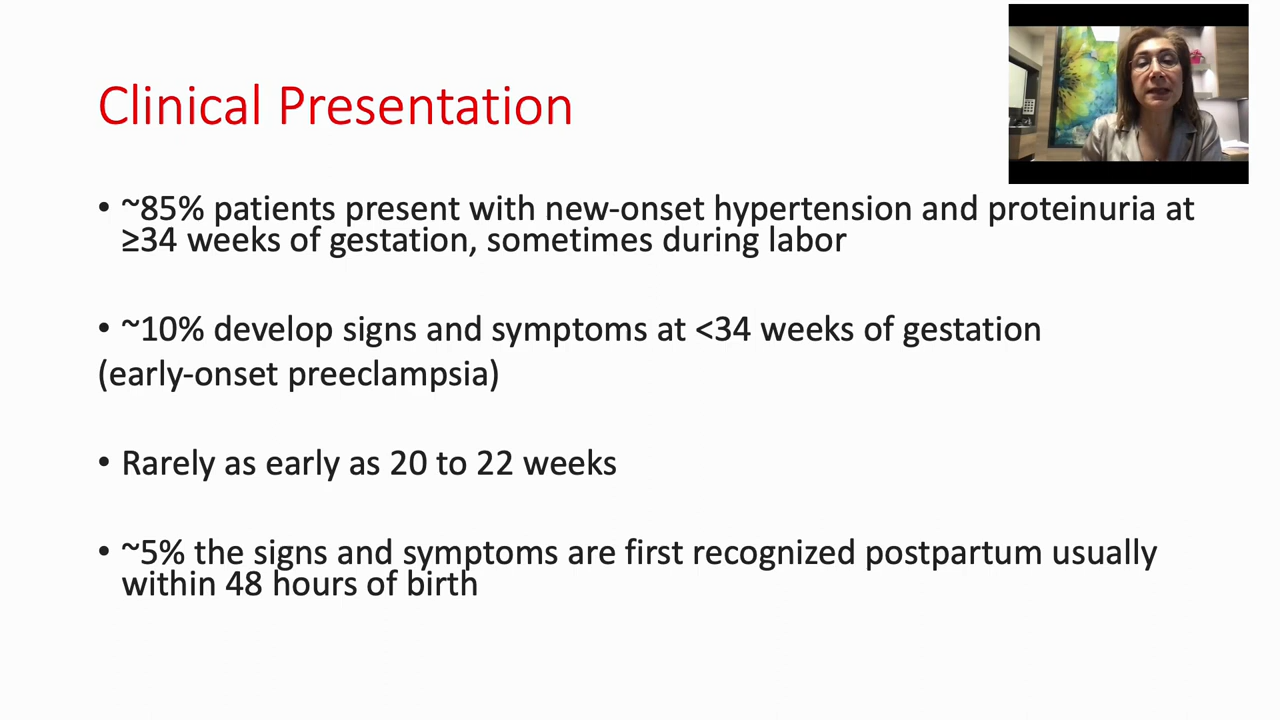 Clinical Presentation
• ~85% patients present with new-onset hypertension and proteinuria at
≥34 weeks of gestation, sometimes during labor
• ~10% develop signs and symptoms at <34 weeks of gestation
(early-onset preeclampsia)
• Rarely as early as 20 to 22 weeks
• ~5% the signs and symptoms are first recognized postpartum usually
within 48 hours of birth